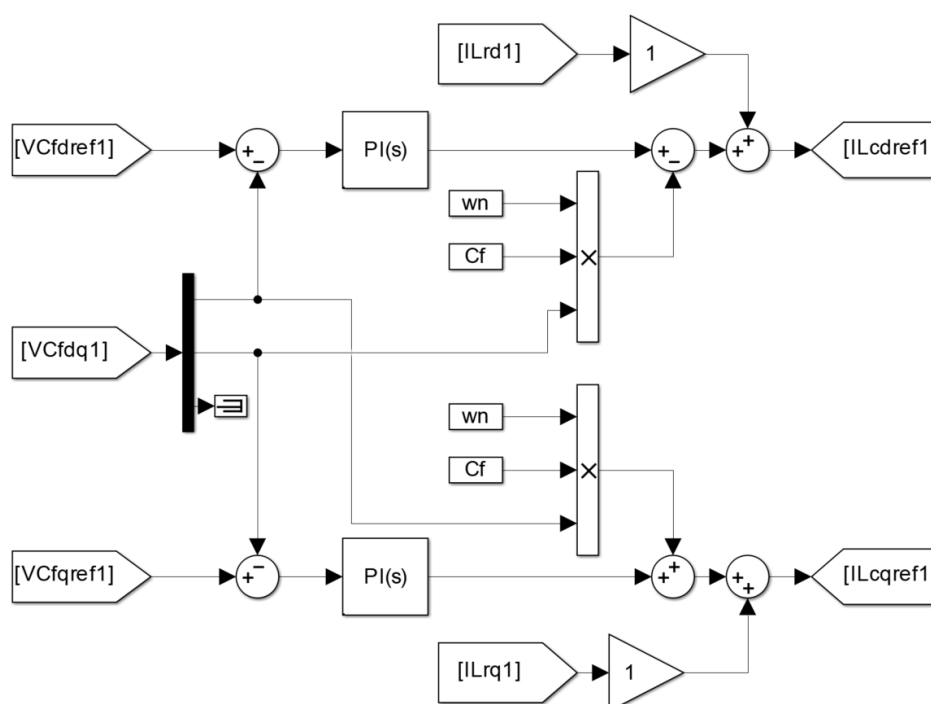 [ILrd1]
1
[VCfdref1]
+
−
PI(s)
+
−
+
+
[ILcdref1
wn
Cf
×
[VCfdq1]
wn
Cf
×
[VCfqref1]
−
+
PI(s)
+
+
+
+
[ILcqref1
[ILrq1]
1